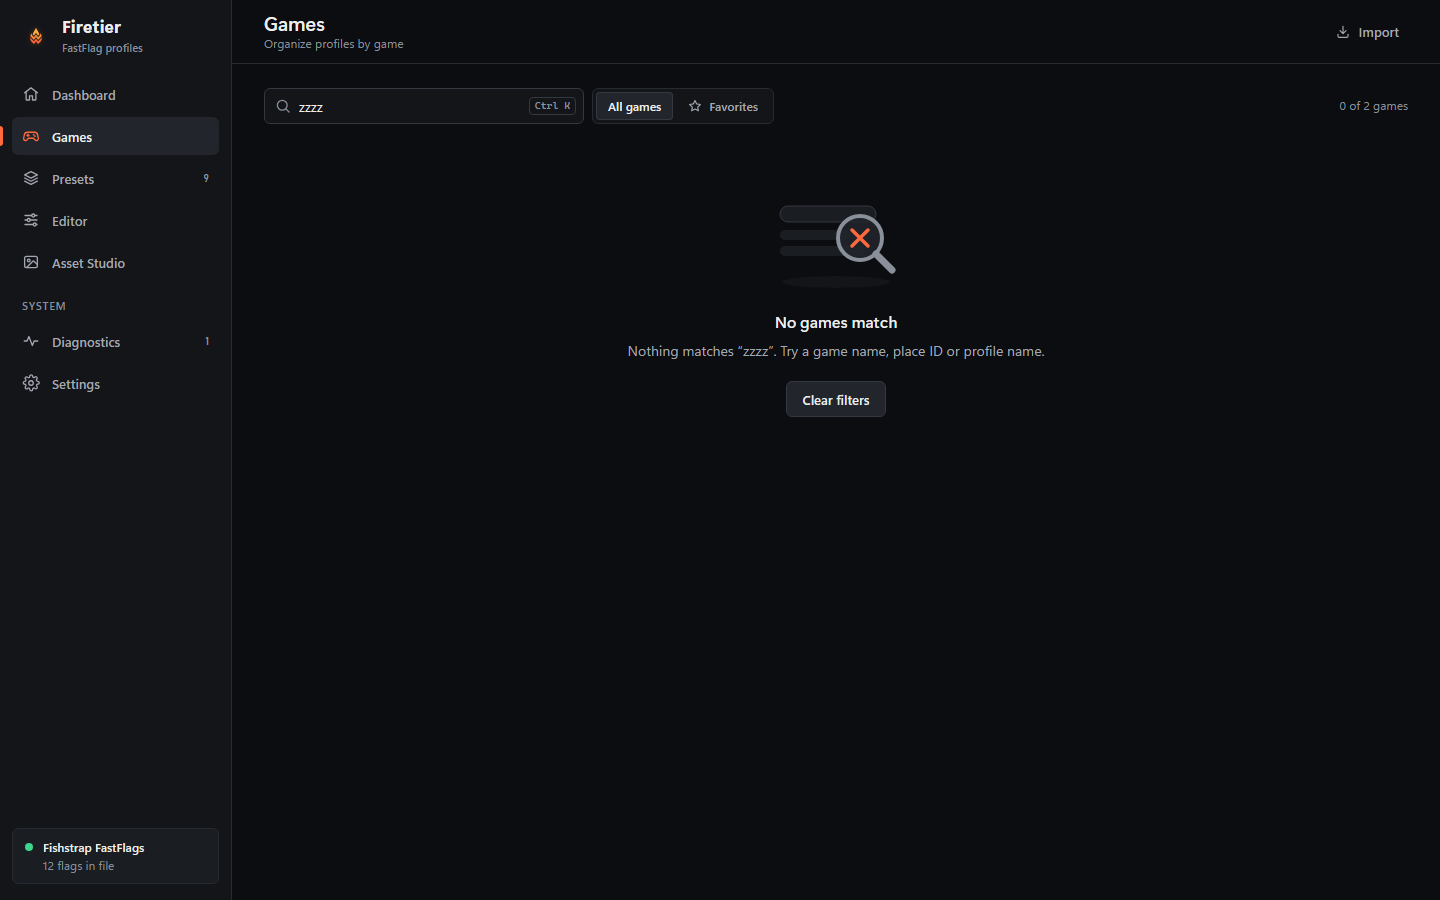 Firetier
FastFlag profiles
Dashboard
Games
Presets 9
Editor
Asset Studio
SYSTEM
Diagnostics 1
Settings
Fishstrap FastFlags
12 flags in file
Games
Organize profiles by game
Import
zzzz Ctrl K
All games
Favorites
0 of 2 games
No games match
Nothing matches “zzzz”. Try a game name, place ID or profile name.
Clear filters